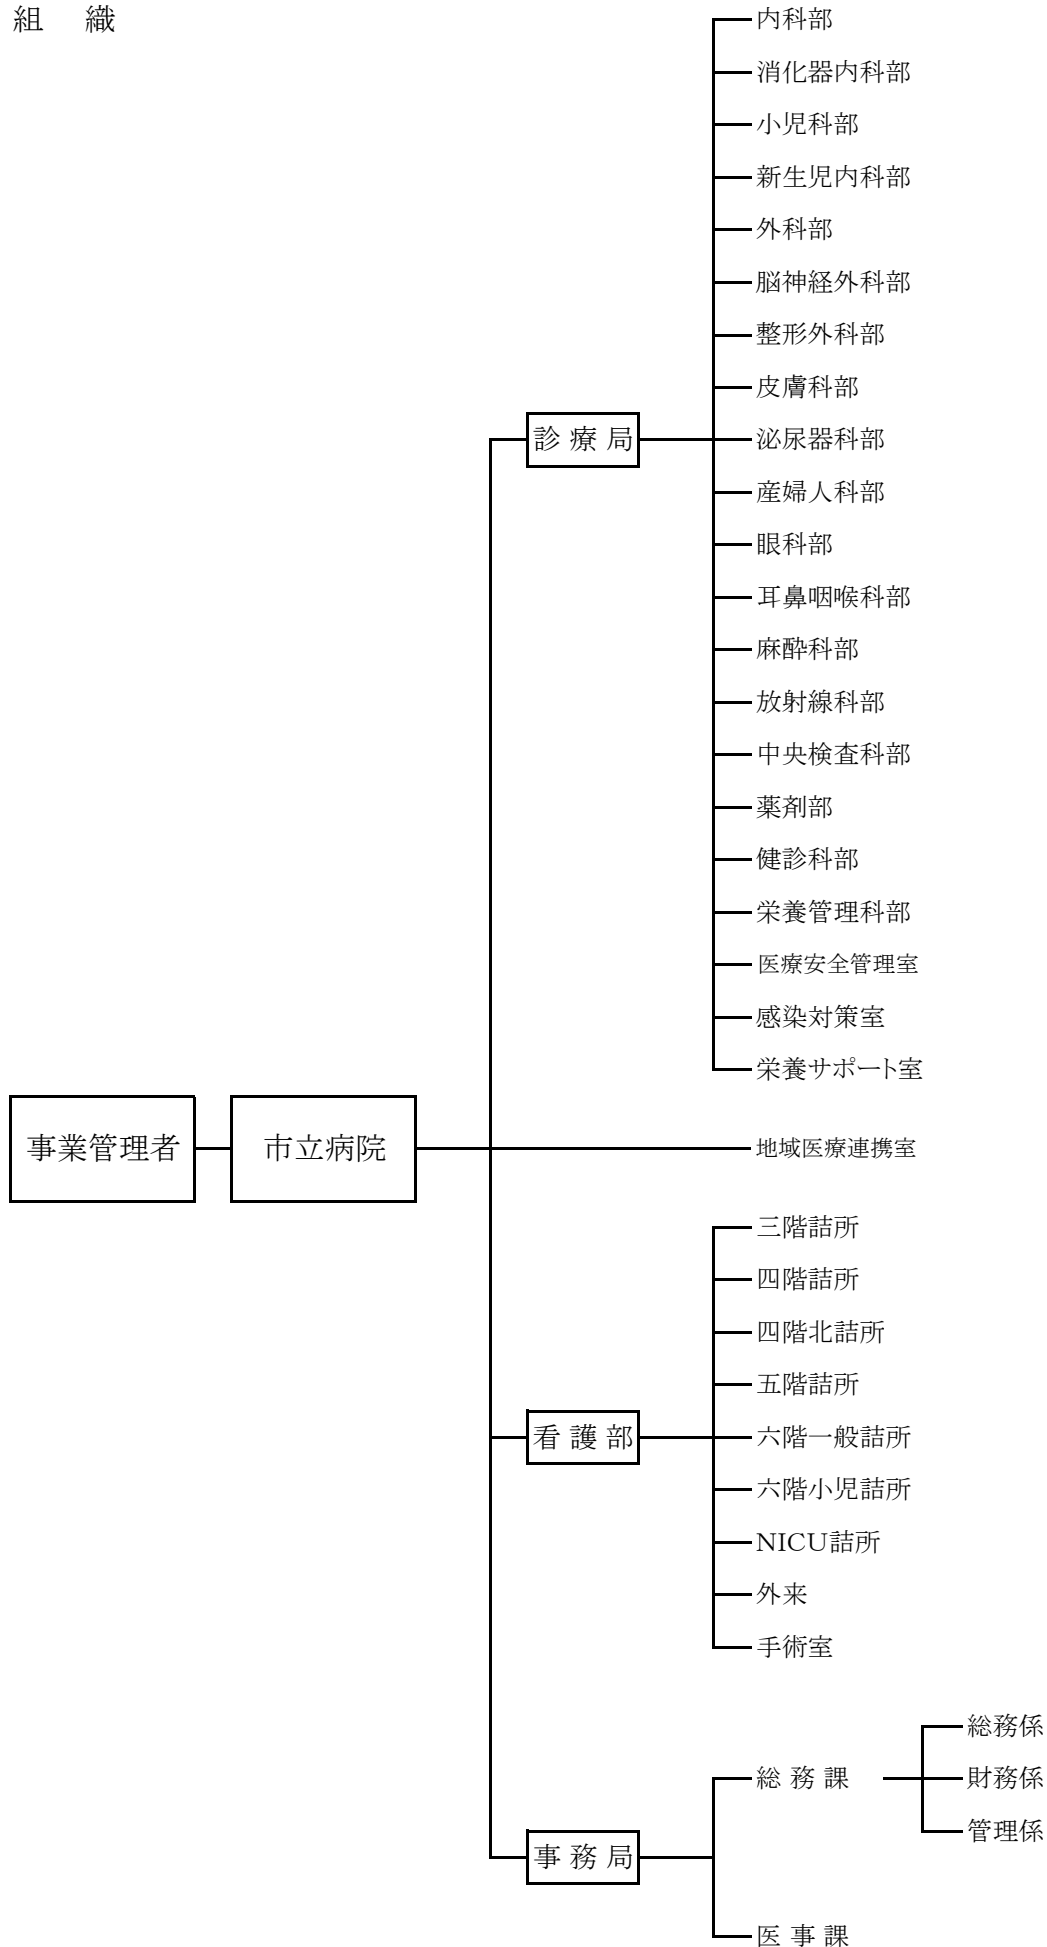 組　織
内科部
消化器内科部
小児科部
新生児内科部
外科部
脳神経外科部
整形外科部
皮膚科部
診 療 局
泌尿器科部
産婦人科部
眼科部
耳鼻咽喉科部
麻酔科部
放射線科部
中央検査科部
薬剤部
健診科部
栄養管理科部
医療安全管理室
感染対策室
栄養サポート室
事業管理者
市立病院
地域医療連携室
三階詰所
四階詰所
四階北詰所
五階詰所
看 護 部
六階一般詰所
六階小児詰所
NICU詰所
外来
手術室
総 務 課
総務係
財務係
管理係
事 務 局
医 事 課